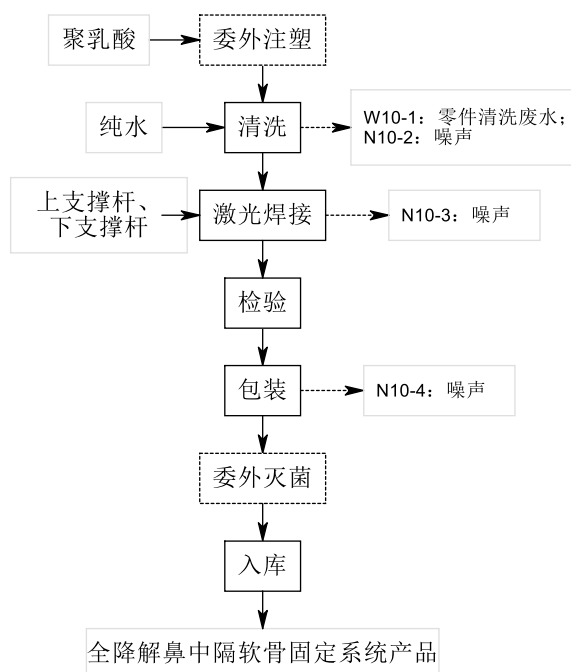 聚乳酸
委外注塑
纯水
清洗
W10-1：零件清洗废水；
N10-2：噪声
上支撑杆、
下支撑杆
激光焊接
N10-3：噪声
检验
包装
N10-4：噪声
委外灭菌
入库
全降解鼻中隔软骨固定系统产品